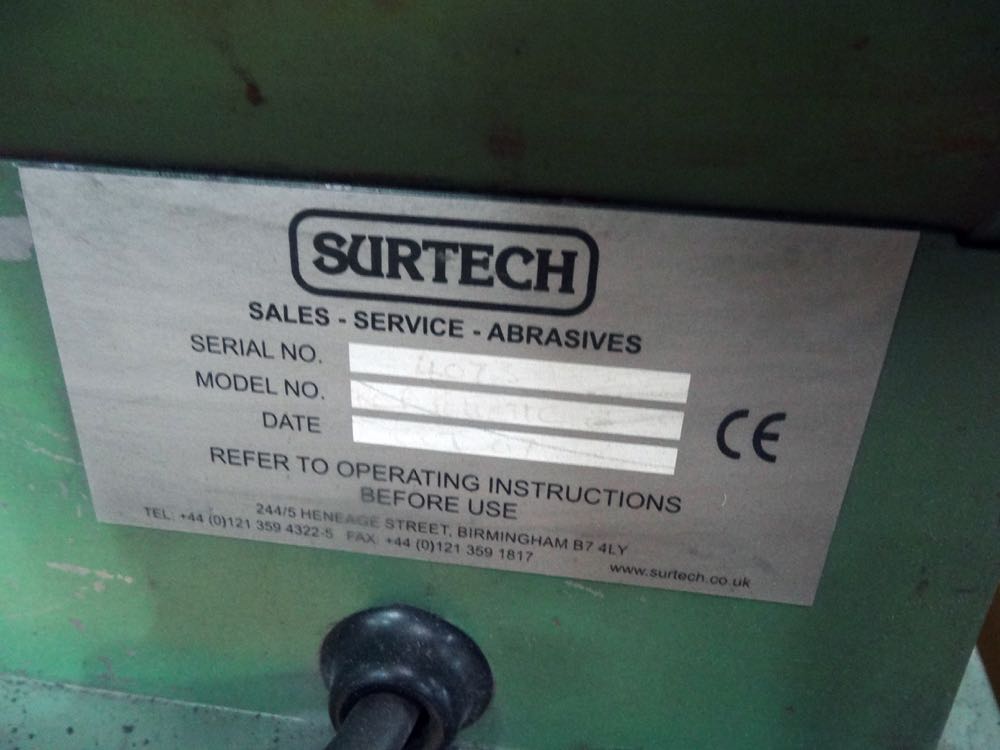 SURTECH
SALES - SERVICE - ABRASIVES
SERIAL NO.
MODEL NO.
DATE
CE
REFER TO OPERATING INSTRUCTIONS
BEFORE USE
244/5 HENEAGE STREET, BIRMINGHAM B7 4LY
TEL: +44 (0)121 359 4322-5 FAX: +44 (0)121 359 1817
www.surtech.co.uk